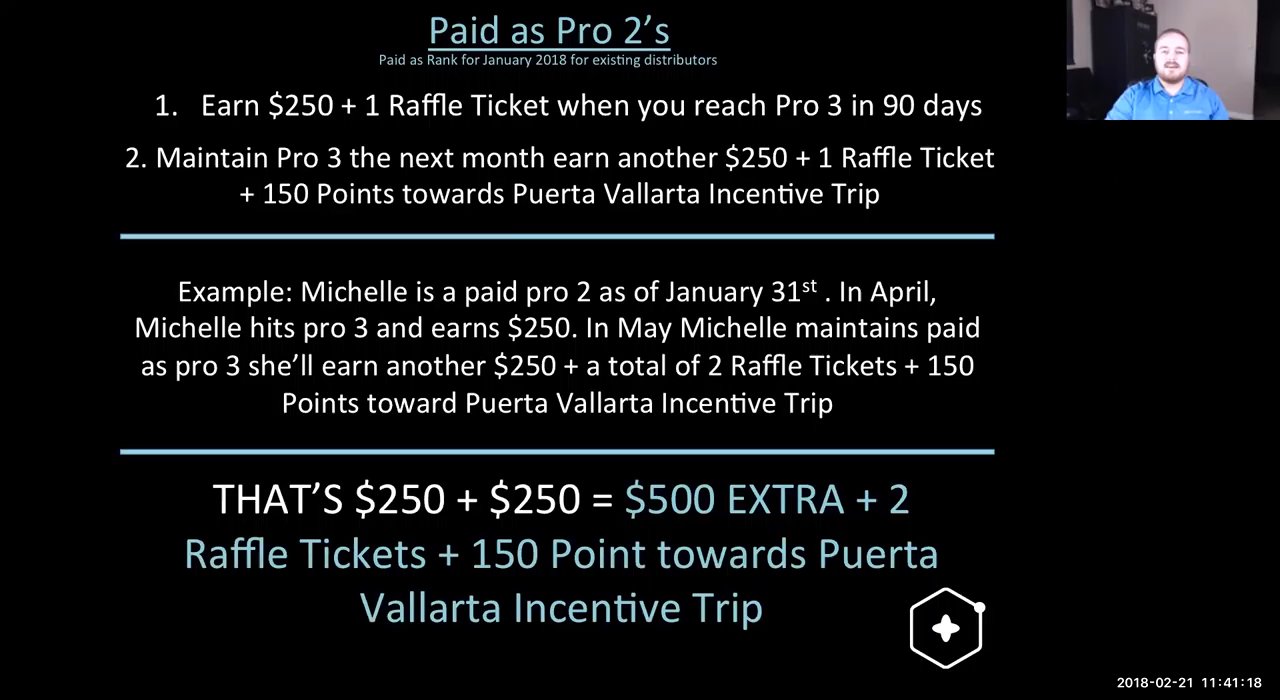 Paid as Pro 2’s
Paid as Rank for January 2018 for existing distributors
1. Earn $250 + 1 Raffle Ticket when you reach Pro 3 in 90 days
2. Maintain Pro 3 the next month earn another $250 + 1 Raffle Ticket
+ 150 Points towards Puerta Vallarta Incentive Trip
Example: Michelle is a paid pro 2 as of January 31st . In April,
Michelle hits pro 3 and earns $250. In May Michelle maintains paid
as pro 3 she’ll earn another $250 + a total of 2 Raffle Tickets + 150
Points toward Puerta Vallarta Incentive Trip
THAT’S $250 + $250 = $500 EXTRA + 2
Raffle Tickets + 150 Point towards Puerta
Vallarta Incentive Trip
2018-02-21 11:41:18